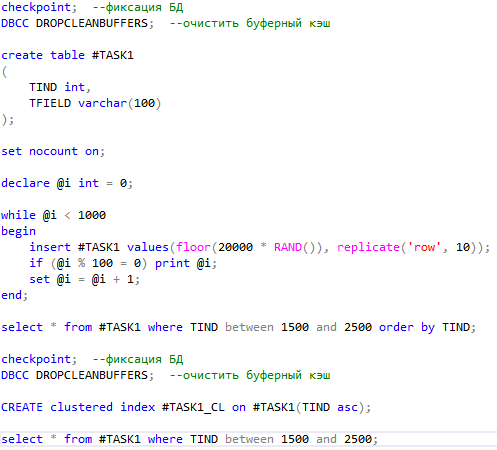 checkpoint;  --фиксация БД
DBCC DROPCLEANBUFFERS;  --очистить буферный кэш
create table #TASK1
(
    TIND int,
    TFIELD varchar(100)
);
set nocount on;
declare @i int = 0;
while @i < 1000
begin
    insert #TASK1 values(floor(20000 * RAND()), replicate('row', 10));
    if (@i % 100 = 0) print @i;
    set @i = @i + 1;
end;
select * from #TASK1 where TIND between 1500 and 2500 order by TIND;
checkpoint;  --фиксация БД
DBCC DROPCLEANBUFFERS;  --очистить буферный кэш
CREATE clustered index #TASK1_CL on #TASK1(TIND asc);
select * from #TASK1 where TIND between 1500 and 2500;